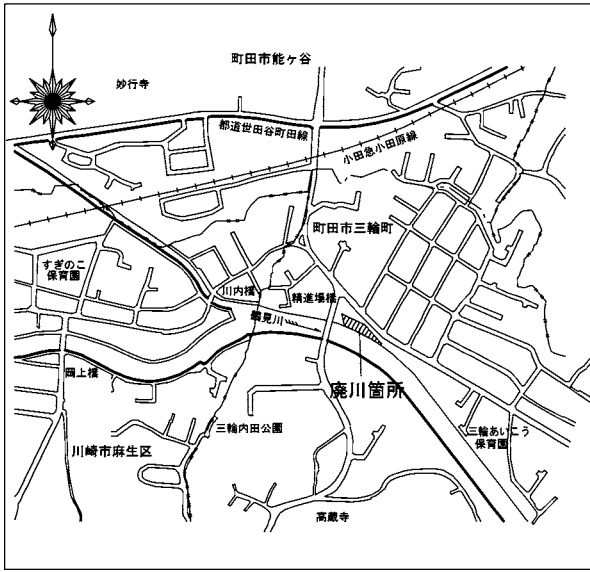 町田市能ヶ谷
妙行寺
都道世田谷町田線
小田急小田原線
町田市三輪町
すぎのこ
保育園
川内橋
精進場橋
鶴見川
岡上橋
廃川箇所
三輪内田公園
三輪あいこう
保育園
川崎市麻生区
高蔵寺